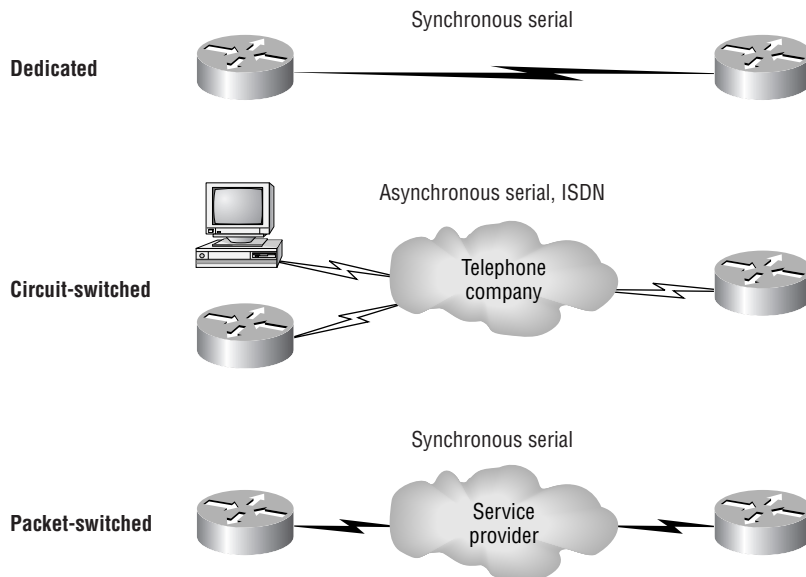 Synchronous serial
Dedicated
Asynchronous serial, ISDN
Telephone
company
Circuit-switched
Synchronous serial
Service
provider
Packet-switched